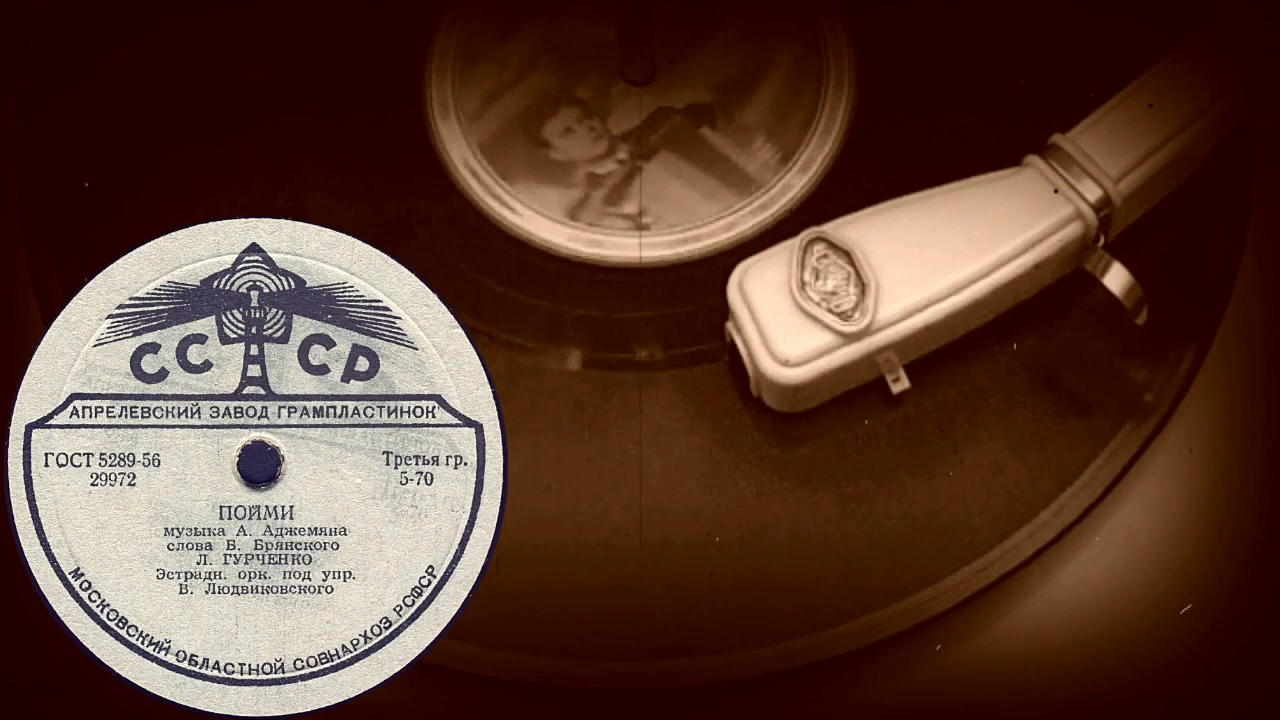 СССР
АПРЕЛЕВСКИЙ ЗАВОД ГРАМПЛАСТИНОК
ГОСТ 5289-56
29972
Третья гр.
5-70
ПОЙМИ
музыка А. Аджемяна
слова В. Брянского
Л. ГУРЧЕНКО
Эстрадн. орк. под упр.
В. Людвиковского
МОСКОВСКИЙ ОБЛАСТНОЙ СОВНАРХОЗ РСФСР